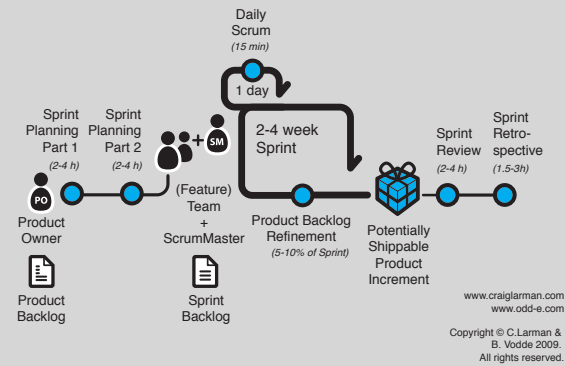 Daily
Scrum
(15 min)
1 day
Sprint
Planning
Part 1
(2-4 h)
Sprint
Planning
Part 2
(2-4 h)
+
SM
2-4 week
Sprint
Sprint
Review
(2-4 h)
Sprint
Retro-
spective
(1.5-3h)
PO
Product
Owner
(Feature)
Team
+
ScrumMaster
Product Backlog
Refinement
(5-10% of Sprint)
Potentially
Shippable
Product
Increment
Product
Backlog
Sprint
Backlog
www.craiglarman.com
www.odd-e.com
Copyright © C.Larman &
B. Vodde 2009.
All rights reserved.